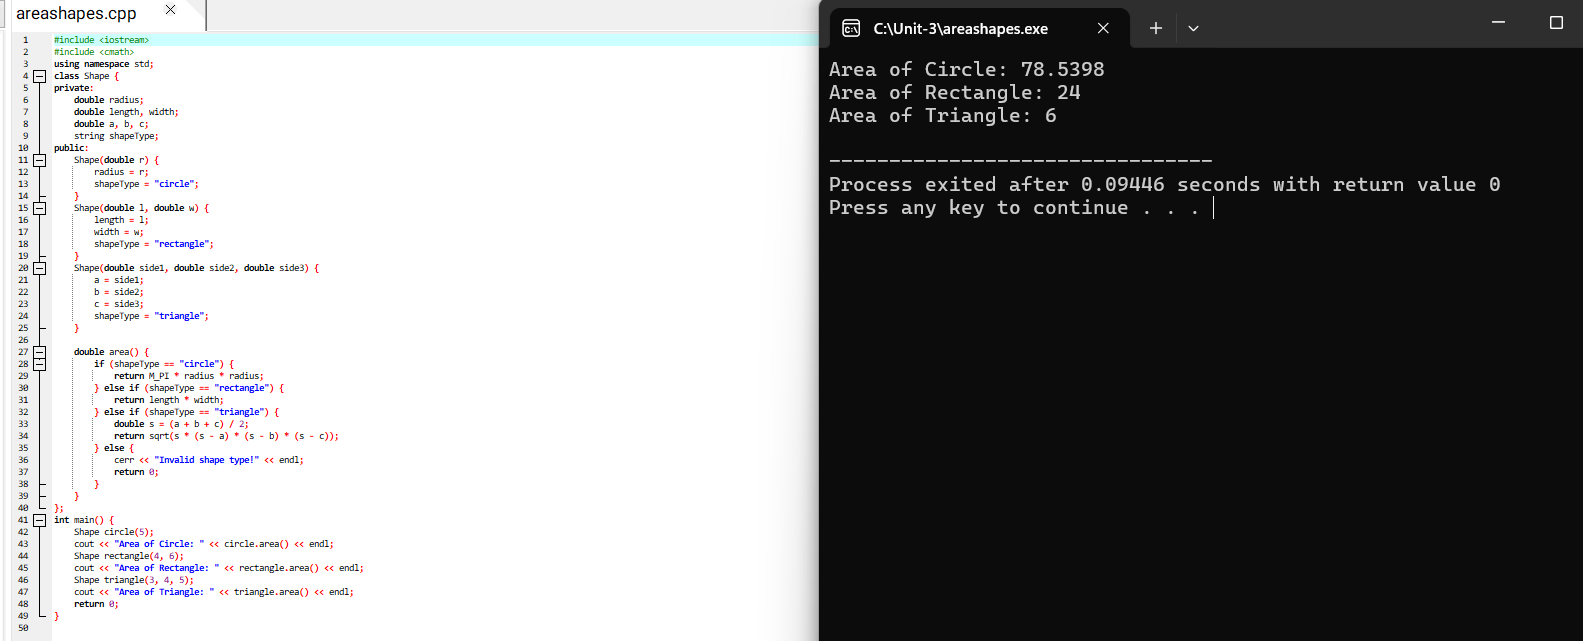 areashapes.cpp
1 #include <iostream>
2 #include <cmath>
3 using namespace std;
4 class Shape {
5 private:
6     double radius;
7     double length, width;
8     double a, b, c;
9     string shapeType;
10 public:
11     Shape(double r) {
12         radius = r;
13         shapeType = "circle";
14     }
15     Shape(double l, double w) {
16         length = l;
17         width = w;
18         shapeType = "rectangle";
19     }
20     Shape(double side1, double side2, double side3) {
21         a = side1;
22         b = side2;
23         c = side3;
24         shapeType = "triangle";
25     }
26
27     double area() {
28         if (shapeType == "circle") {
29             return M_PI * radius * radius;
30         } else if (shapeType == "rectangle") {
31             return length * width;
32         } else if (shapeType == "triangle") {
33             double s = (a + b + c) / 2;
34             return sqrt(s * (s - a) * (s - b) * (s - c));
35         } else {
36             cerr << "Invalid shape type!" << endl;
37             return 0;
38         }
39     }
40 };
41 int main() {
42     Shape circle(5);
43     cout << "Area of Circle: " << circle.area() << endl;
44     Shape rectangle(4, 6);
45     cout << "Area of Rectangle: " << rectangle.area() << endl;
46     Shape triangle(3, 4, 5);
47     cout << "Area of Triangle: " << triangle.area() << endl;
48     return 0;
49 }
50
C:\Unit-3\areashapes.exe
Area of Circle: 78.5398
Area of Rectangle: 24
Area of Triangle: 6
--------------------------------
Process exited after 0.09446 seconds with return value 0
Press any key to continue . . .